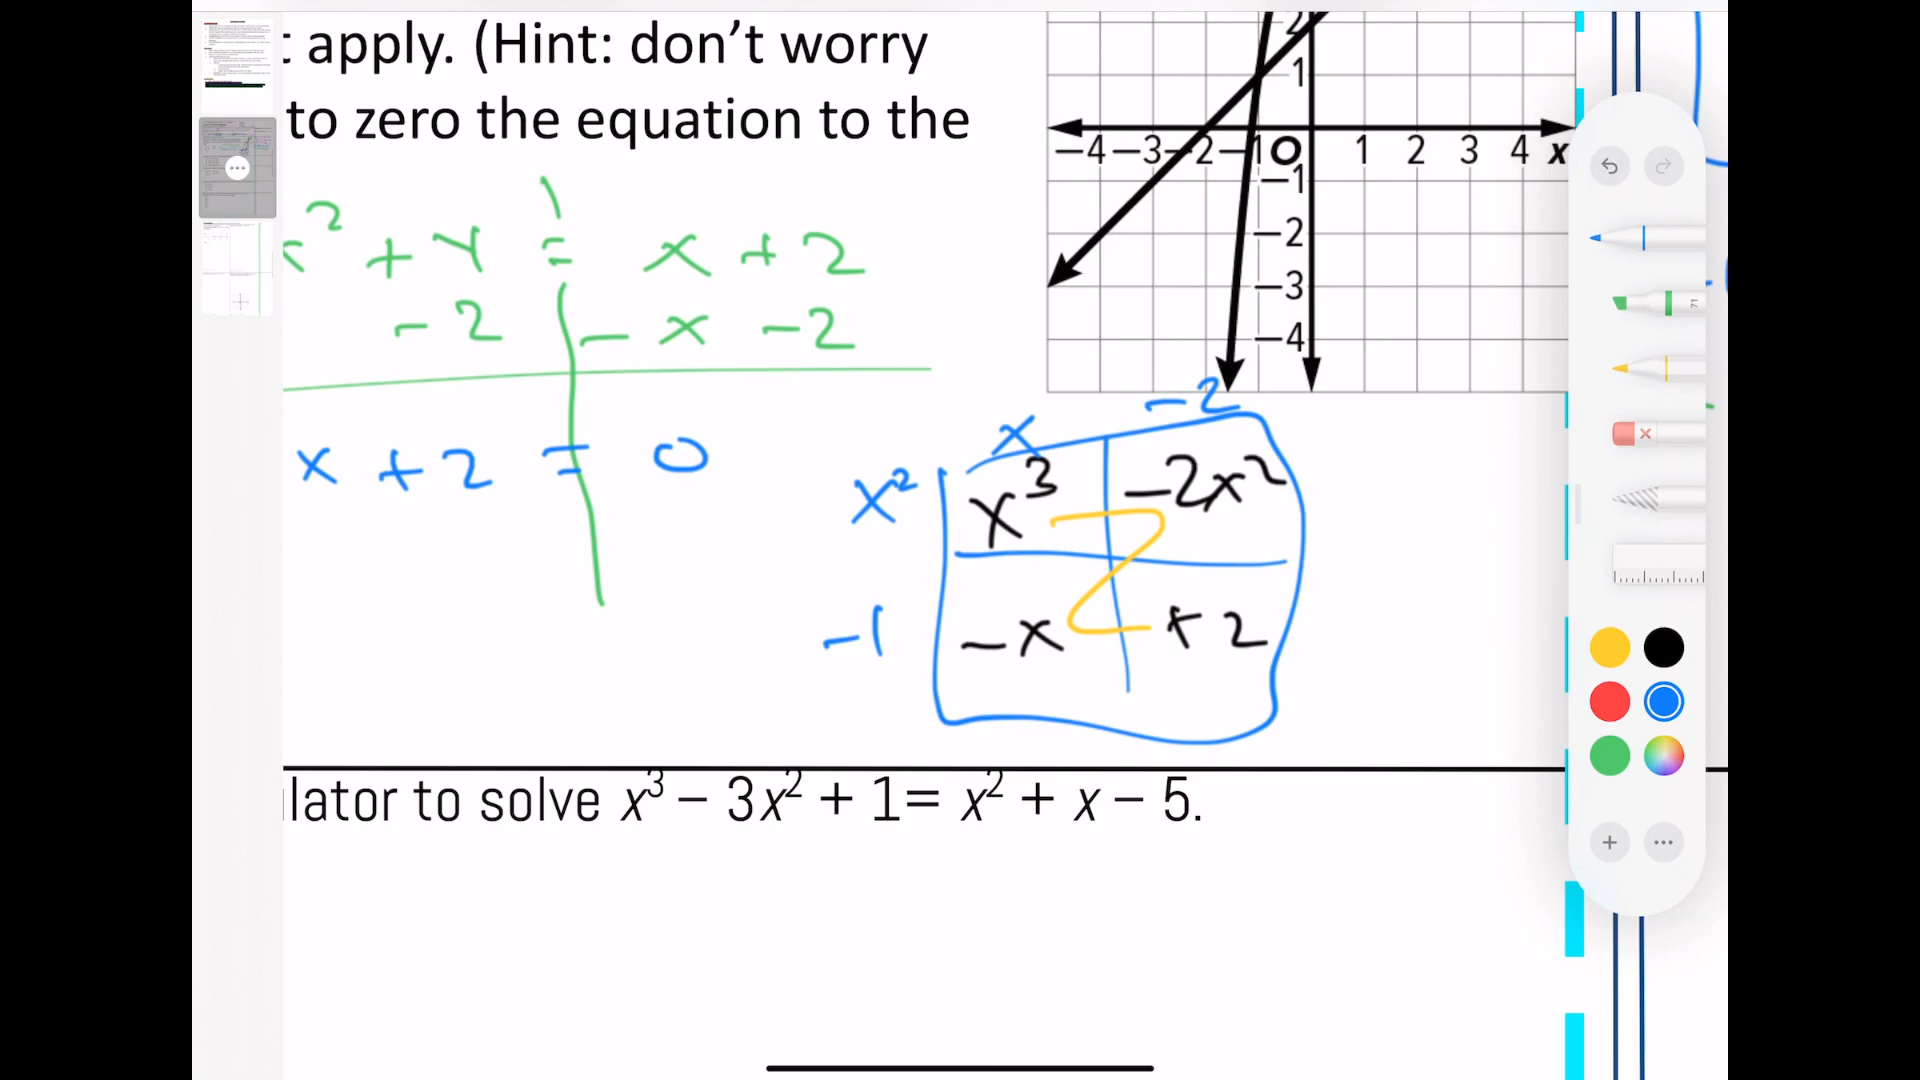 t apply. (Hint: don’t worry
to zero the equation to the
x² + 4 = x + 2
- 2 - x - 2
x + 2 = 0
2
1
-4 -3 -2 -1 O 1 2 3 4 x
-1
-2
-3
-4
x -2
x² x³ -2x²
-1 -x +2
lator to solve x³ – 3x² + 1= x² + x – 5.
71